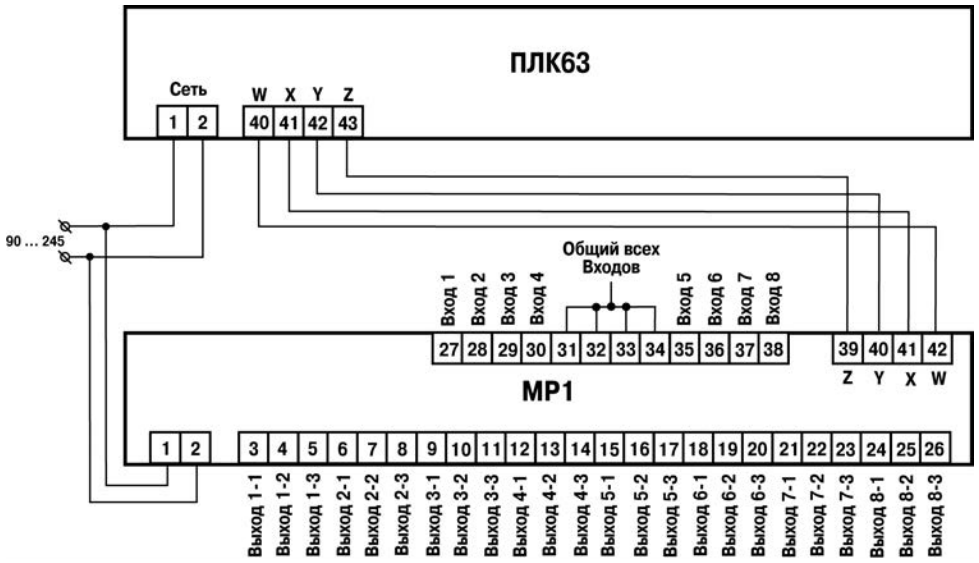 ПЛК63
Сеть
W X Y Z
1 2 40 41 42 43
90 ... 245
Общий всех
Входов
Вход 1
Вход 2
Вход 3
Вход 4
Вход 5
Вход 6
Вход 7
Вход 8
27 28 29 30 31 32 33 34 35 36 37 38 39 40 41 42
Z Y X W
МР1
1 2 3 4 5 6 7 8 9 10 11 12 13 14 15 16 17 18 19 20 21 22 23 24 25 26
Выход 1-1
Выход 1-2
Выход 1-3
Выход 2-1
Выход 2-2
Выход 2-3
Выход 3-1
Выход 3-2
Выход 3-3
Выход 4-1
Выход 4-2
Выход 4-3
Выход 5-1
Выход 5-2
Выход 5-3
Выход 6-1
Выход 6-2
Выход 6-3
Выход 7-1
Выход 7-2
Выход 7-3
Выход 8-1
Выход 8-2
Выход 8-3